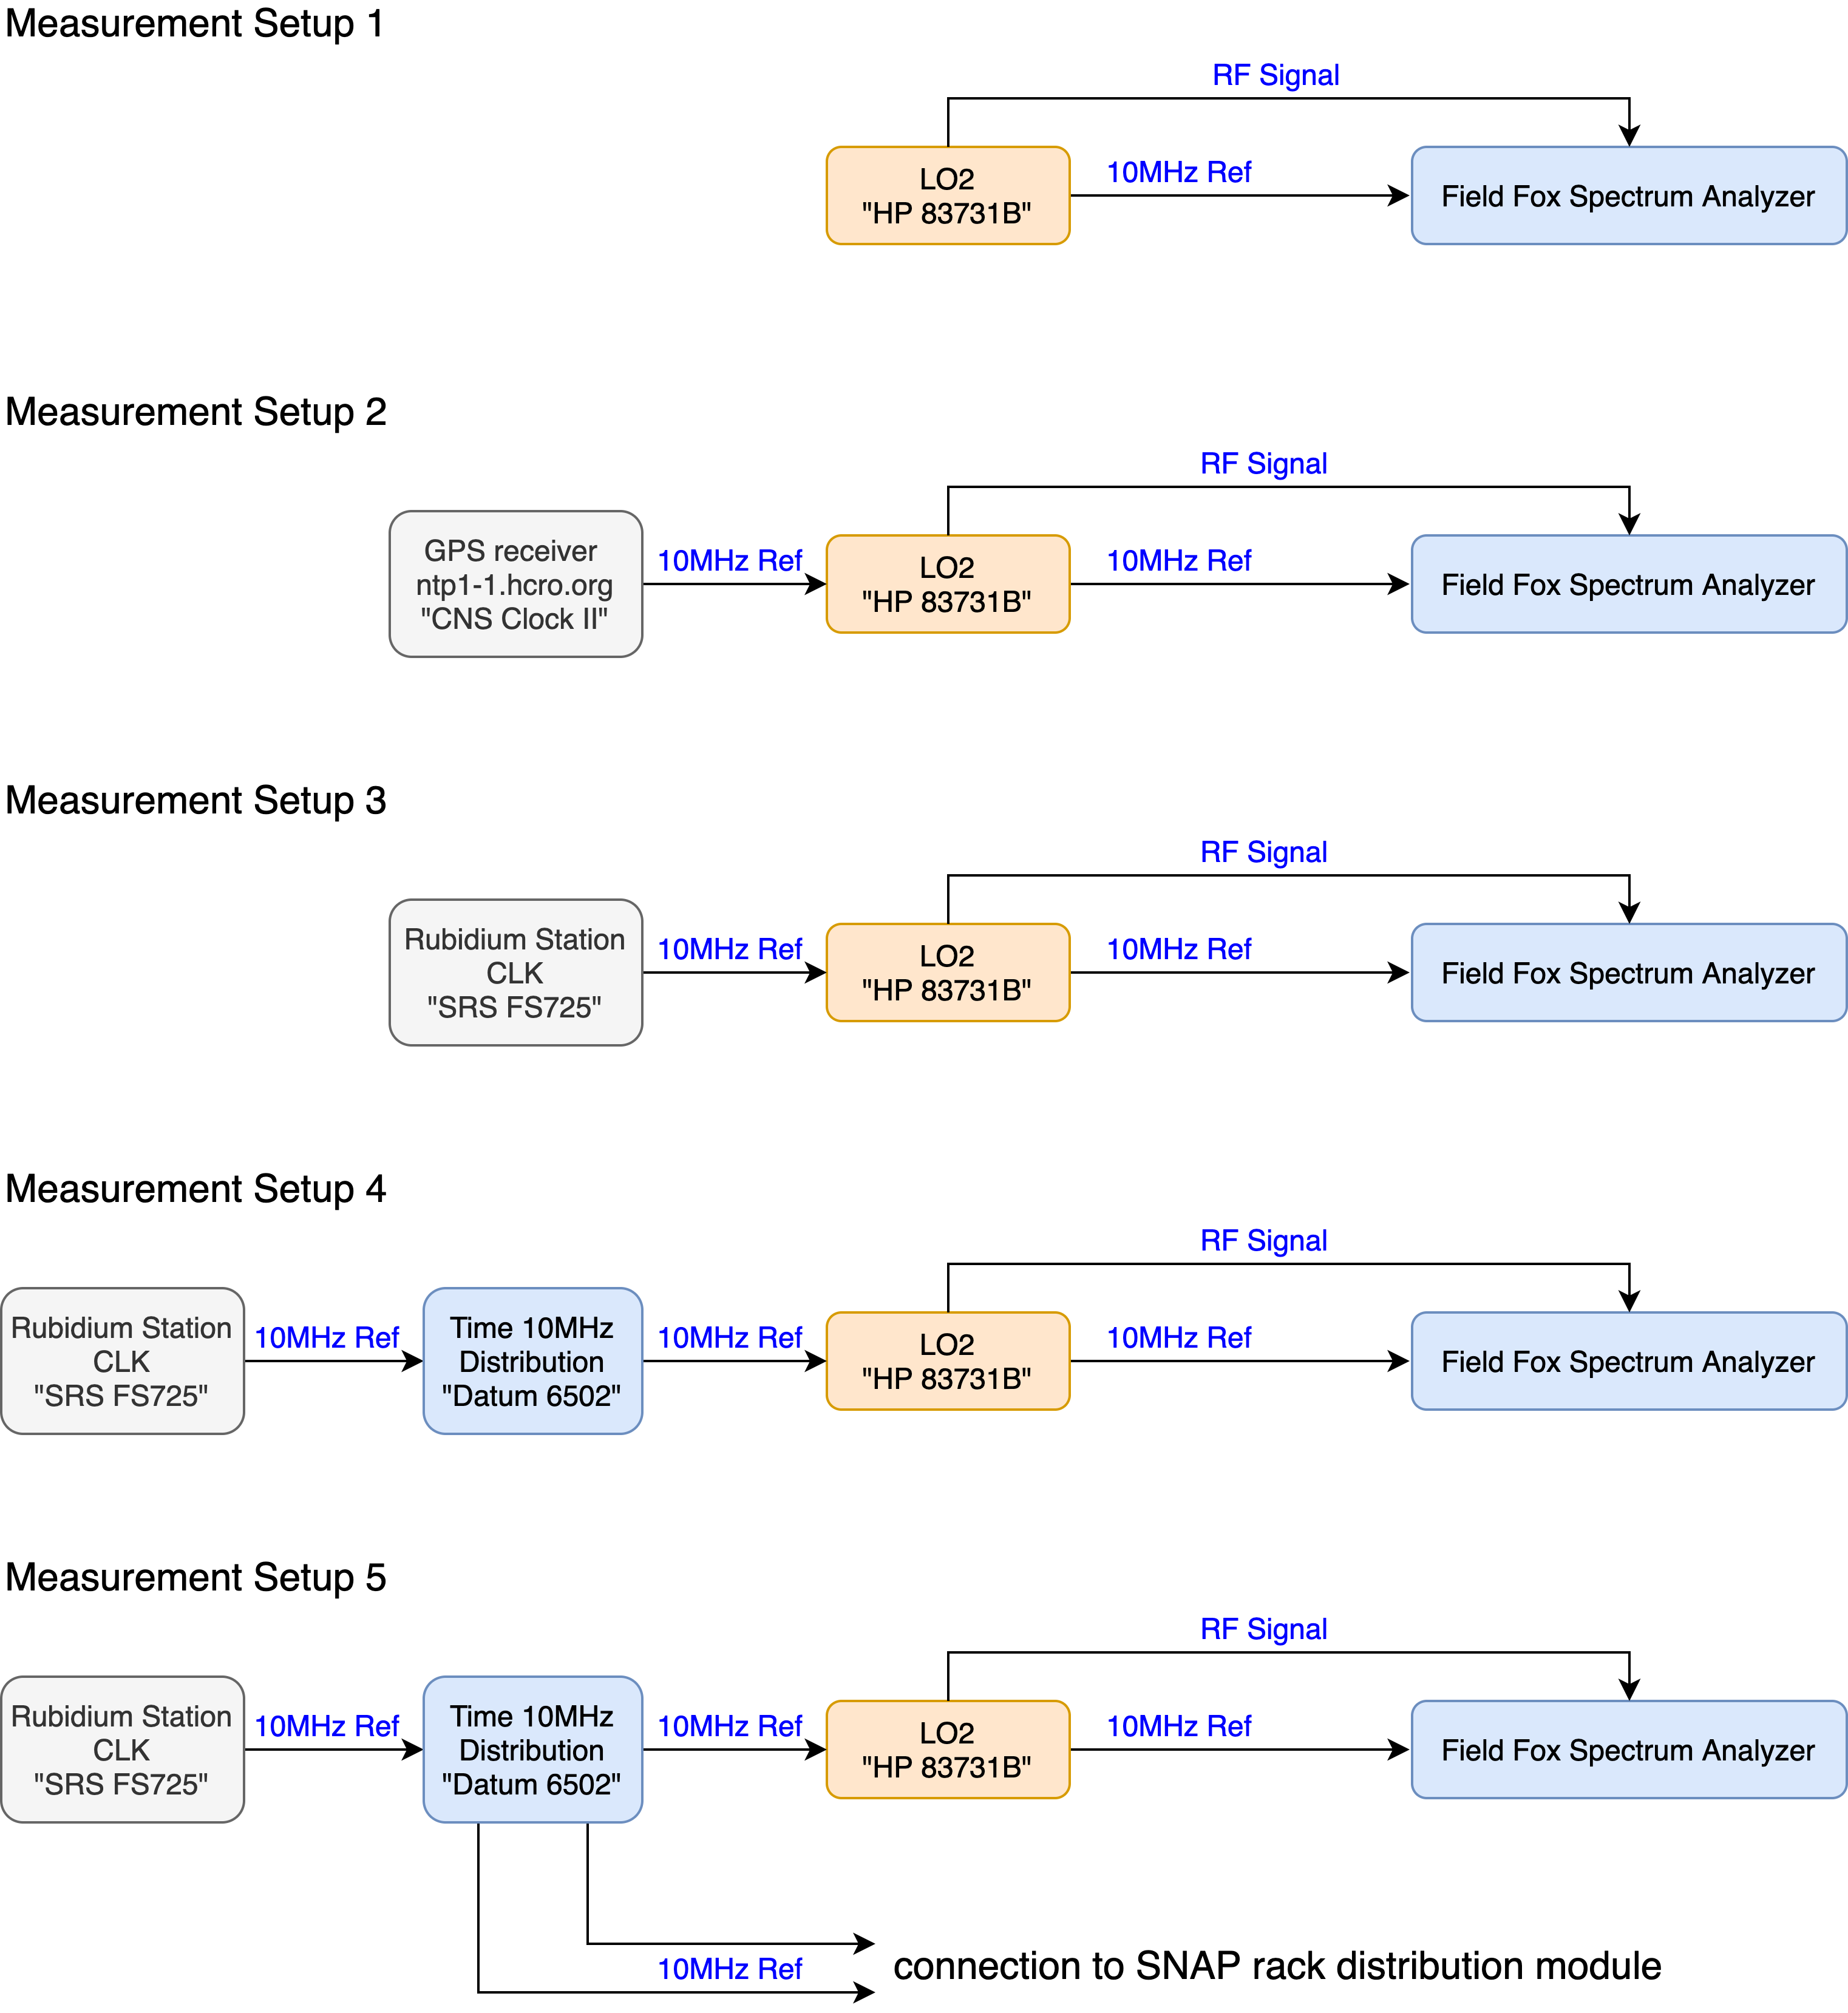 Measurement Setup 1
RF Signal
LO2
"HP 83731B"
10MHz Ref
Field Fox Spectrum Analyzer
Measurement Setup 2
RF Signal
GPS receiver
ntp1-1.hcro.org
"CNS Clock II"
10MHz Ref
LO2
"HP 83731B"
10MHz Ref
Field Fox Spectrum Analyzer
Measurement Setup 3
RF Signal
Rubidium Station
CLK
"SRS FS725"
10MHz Ref
LO2
"HP 83731B"
10MHz Ref
Field Fox Spectrum Analyzer
Measurement Setup 4
RF Signal
Rubidium Station
CLK
"SRS FS725"
10MHz Ref
Time 10MHz
Distribution
"Datum 6502"
10MHz Ref
LO2
"HP 83731B"
10MHz Ref
Field Fox Spectrum Analyzer
Measurement Setup 5
RF Signal
Rubidium Station
CLK
"SRS FS725"
10MHz Ref
Time 10MHz
Distribution
"Datum 6502"
10MHz Ref
LO2
"HP 83731B"
10MHz Ref
Field Fox Spectrum Analyzer
10MHz Ref
connection to SNAP rack distribution module